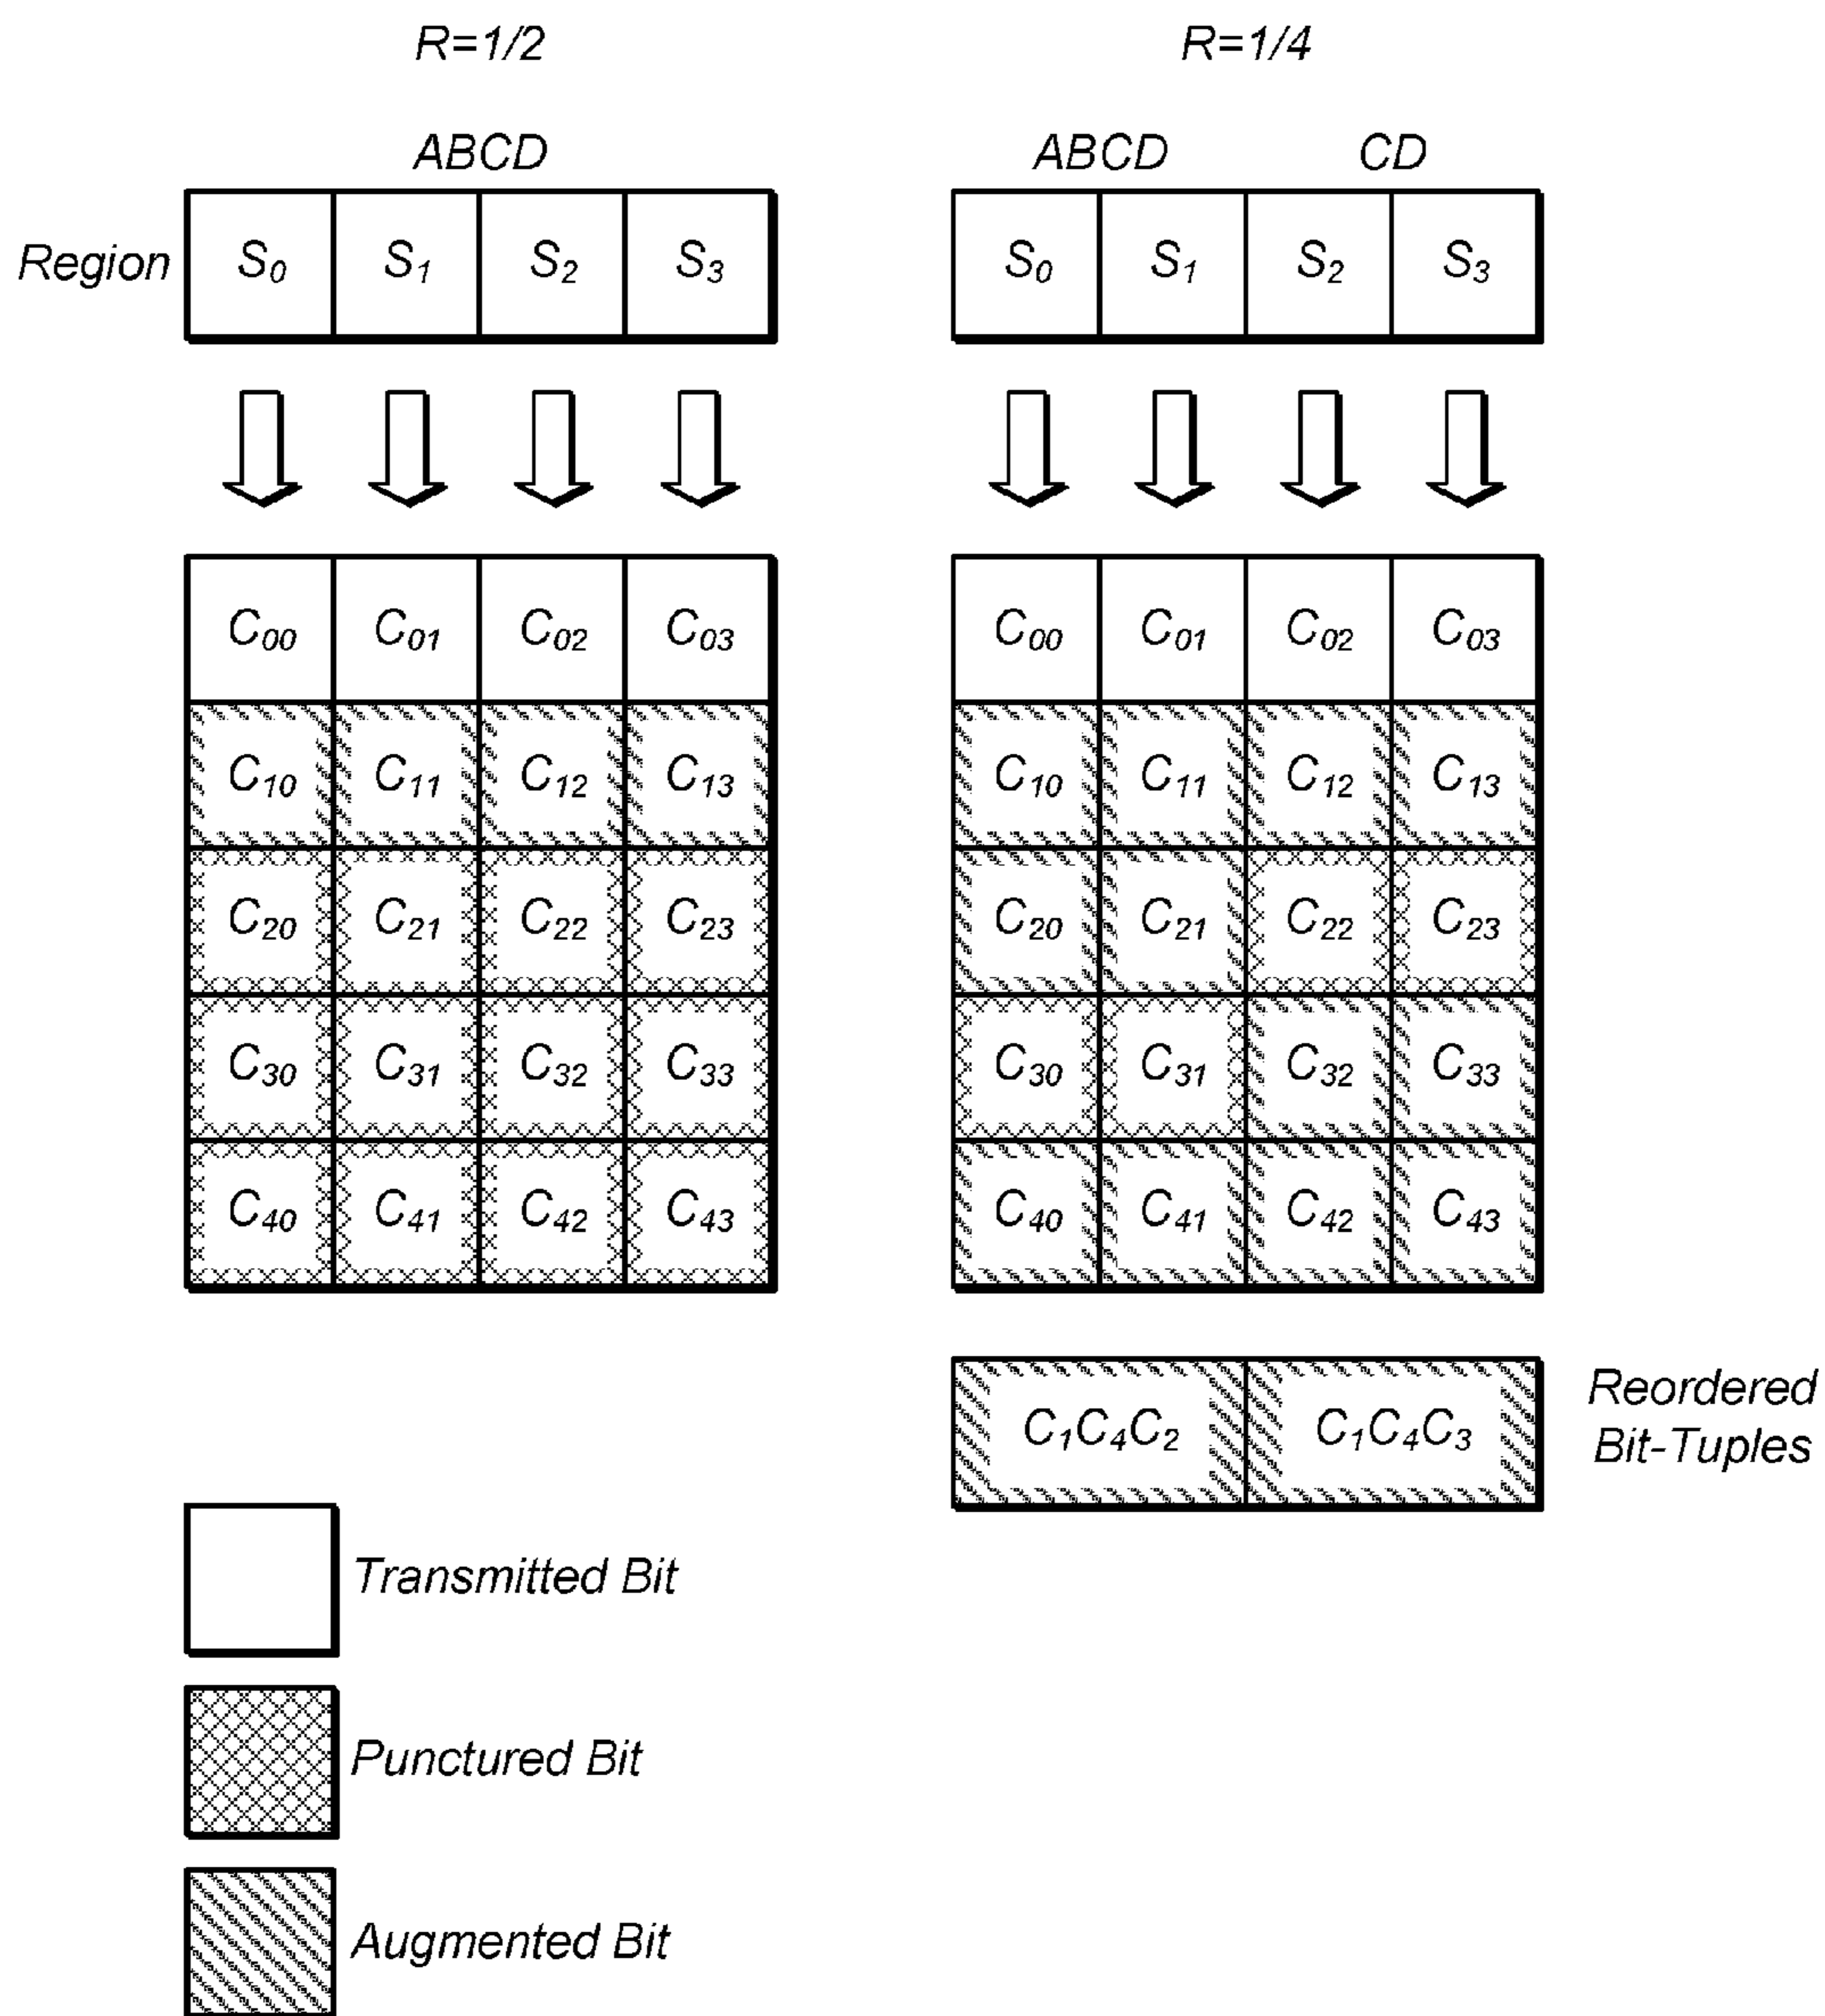 R=1/2 R=1/4
ABCD ABCD CD
Region S0 S1 S2 S3 S0 S1 S2 S3
C00 C01 C02 C03 C00 C01 C02 C03
C10 C11 C12 C13 C10 C11 C12 C13
C20 C21 C22 C23 C20 C21 C22 C23
C30 C31 C32 C33 C30 C31 C32 C33
C40 C41 C42 C43 C40 C41 C42 C43
C1C4C2 C1C4C3
Reordered
Bit-Tuples
Transmitted Bit
Punctured Bit
Augmented Bit